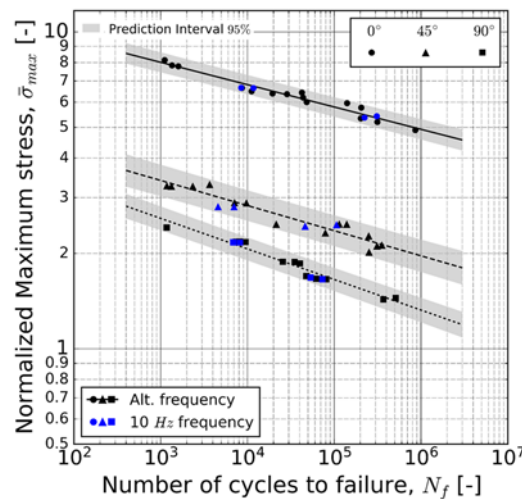 Prediction Interval 95%
0° 45° 90°
Normalized Maximum stress, σ̄max [-]
10
9
8
7
6
5
4
3
2
1
0.9
0.8
0.7
0.6
0.5
Alt. frequency
10 Hz frequency
10² 10³ 10⁴ 10⁵ 10⁶ 10⁷
Number of cycles to failure, Nf [-]